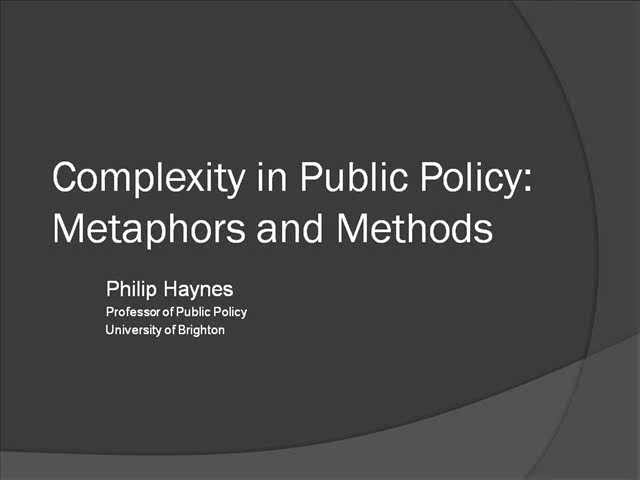 Complexity in Public Policy:
Metaphors and Methods
Philip Haynes
Professor of Public Policy
University of Brighton